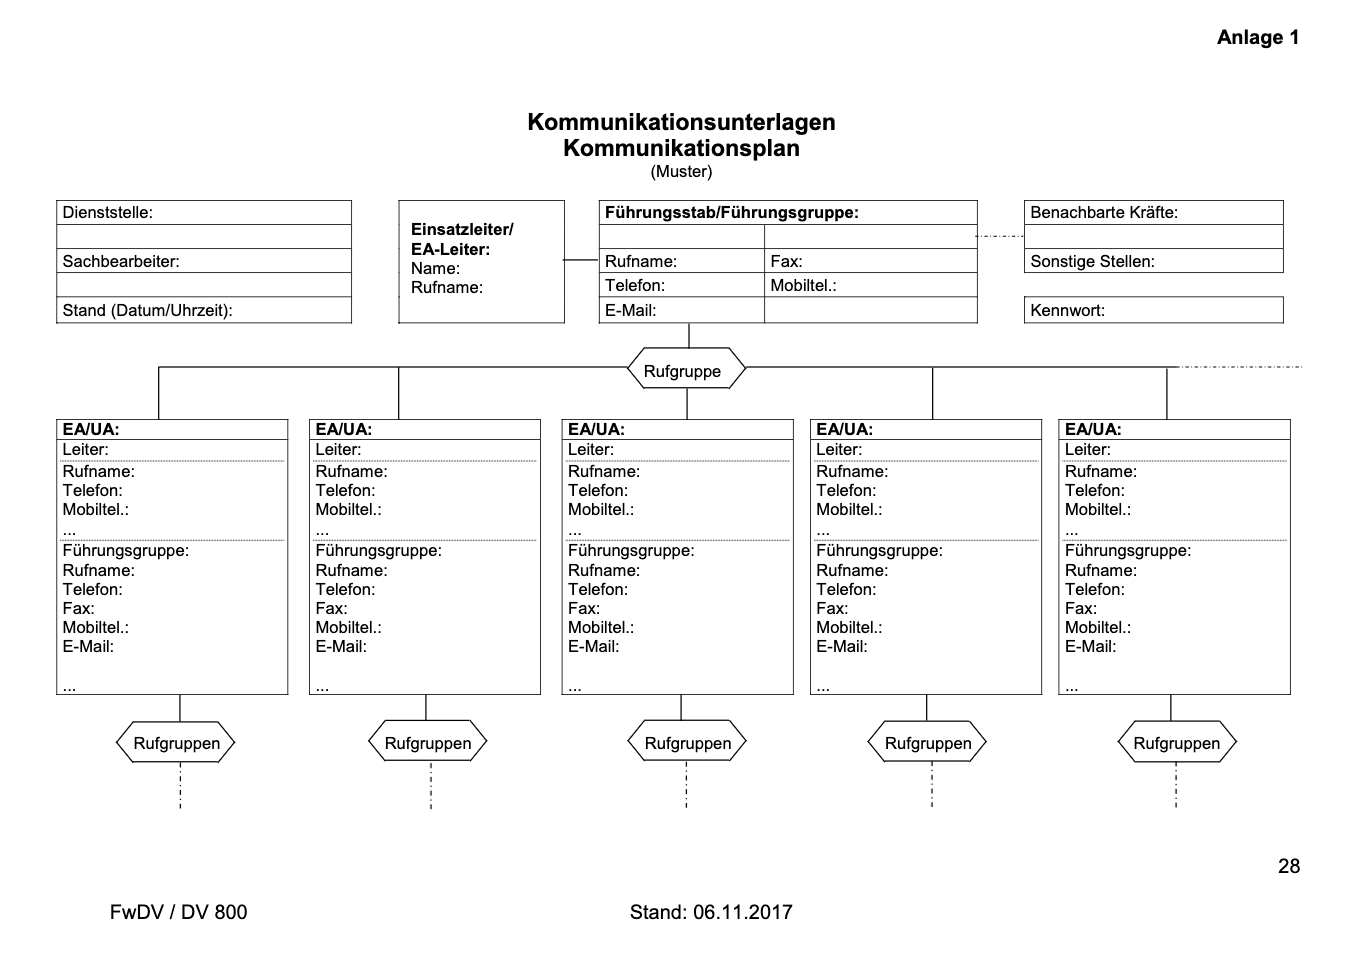 Anlage 1
Kommunikationsunterlagen
Kommunikationsplan
(Muster)
Dienststelle:
Sachbearbeiter:
Stand (Datum/Uhrzeit):
Einsatzleiter/
EA-Leiter:
Name:
Rufname:
Führungsstab/Führungsgruppe:
Rufname: Fax:
Telefon: Mobiltel.:
E-Mail:
Benachbarte Kräfte:
Sonstige Stellen:
Kennwort:
Rufgruppe
EA/UA:
Leiter:
Rufname:
Telefon:
Mobiltel.:
...
Führungsgruppe:
Rufname:
Telefon:
Fax:
Mobiltel.:
E-Mail:
...
Rufgruppen
EA/UA:
Leiter:
Rufname:
Telefon:
Mobiltel.:
...
Führungsgruppe:
Rufname:
Telefon:
Fax:
Mobiltel.:
E-Mail:
...
Rufgruppen
EA/UA:
Leiter:
Rufname:
Telefon:
Mobiltel.:
...
Führungsgruppe:
Rufname:
Telefon:
Fax:
Mobiltel.:
E-Mail:
...
Rufgruppen
EA/UA:
Leiter:
Rufname:
Telefon:
Mobiltel.:
...
Führungsgruppe:
Rufname:
Telefon:
Fax:
Mobiltel.:
E-Mail:
...
Rufgruppen
EA/UA:
Leiter:
Rufname:
Telefon:
Mobiltel.:
...
Führungsgruppe:
Rufname:
Telefon:
Fax:
Mobiltel.:
E-Mail:
...
Rufgruppen
28
FwDV / DV 800 Stand: 06.11.2017